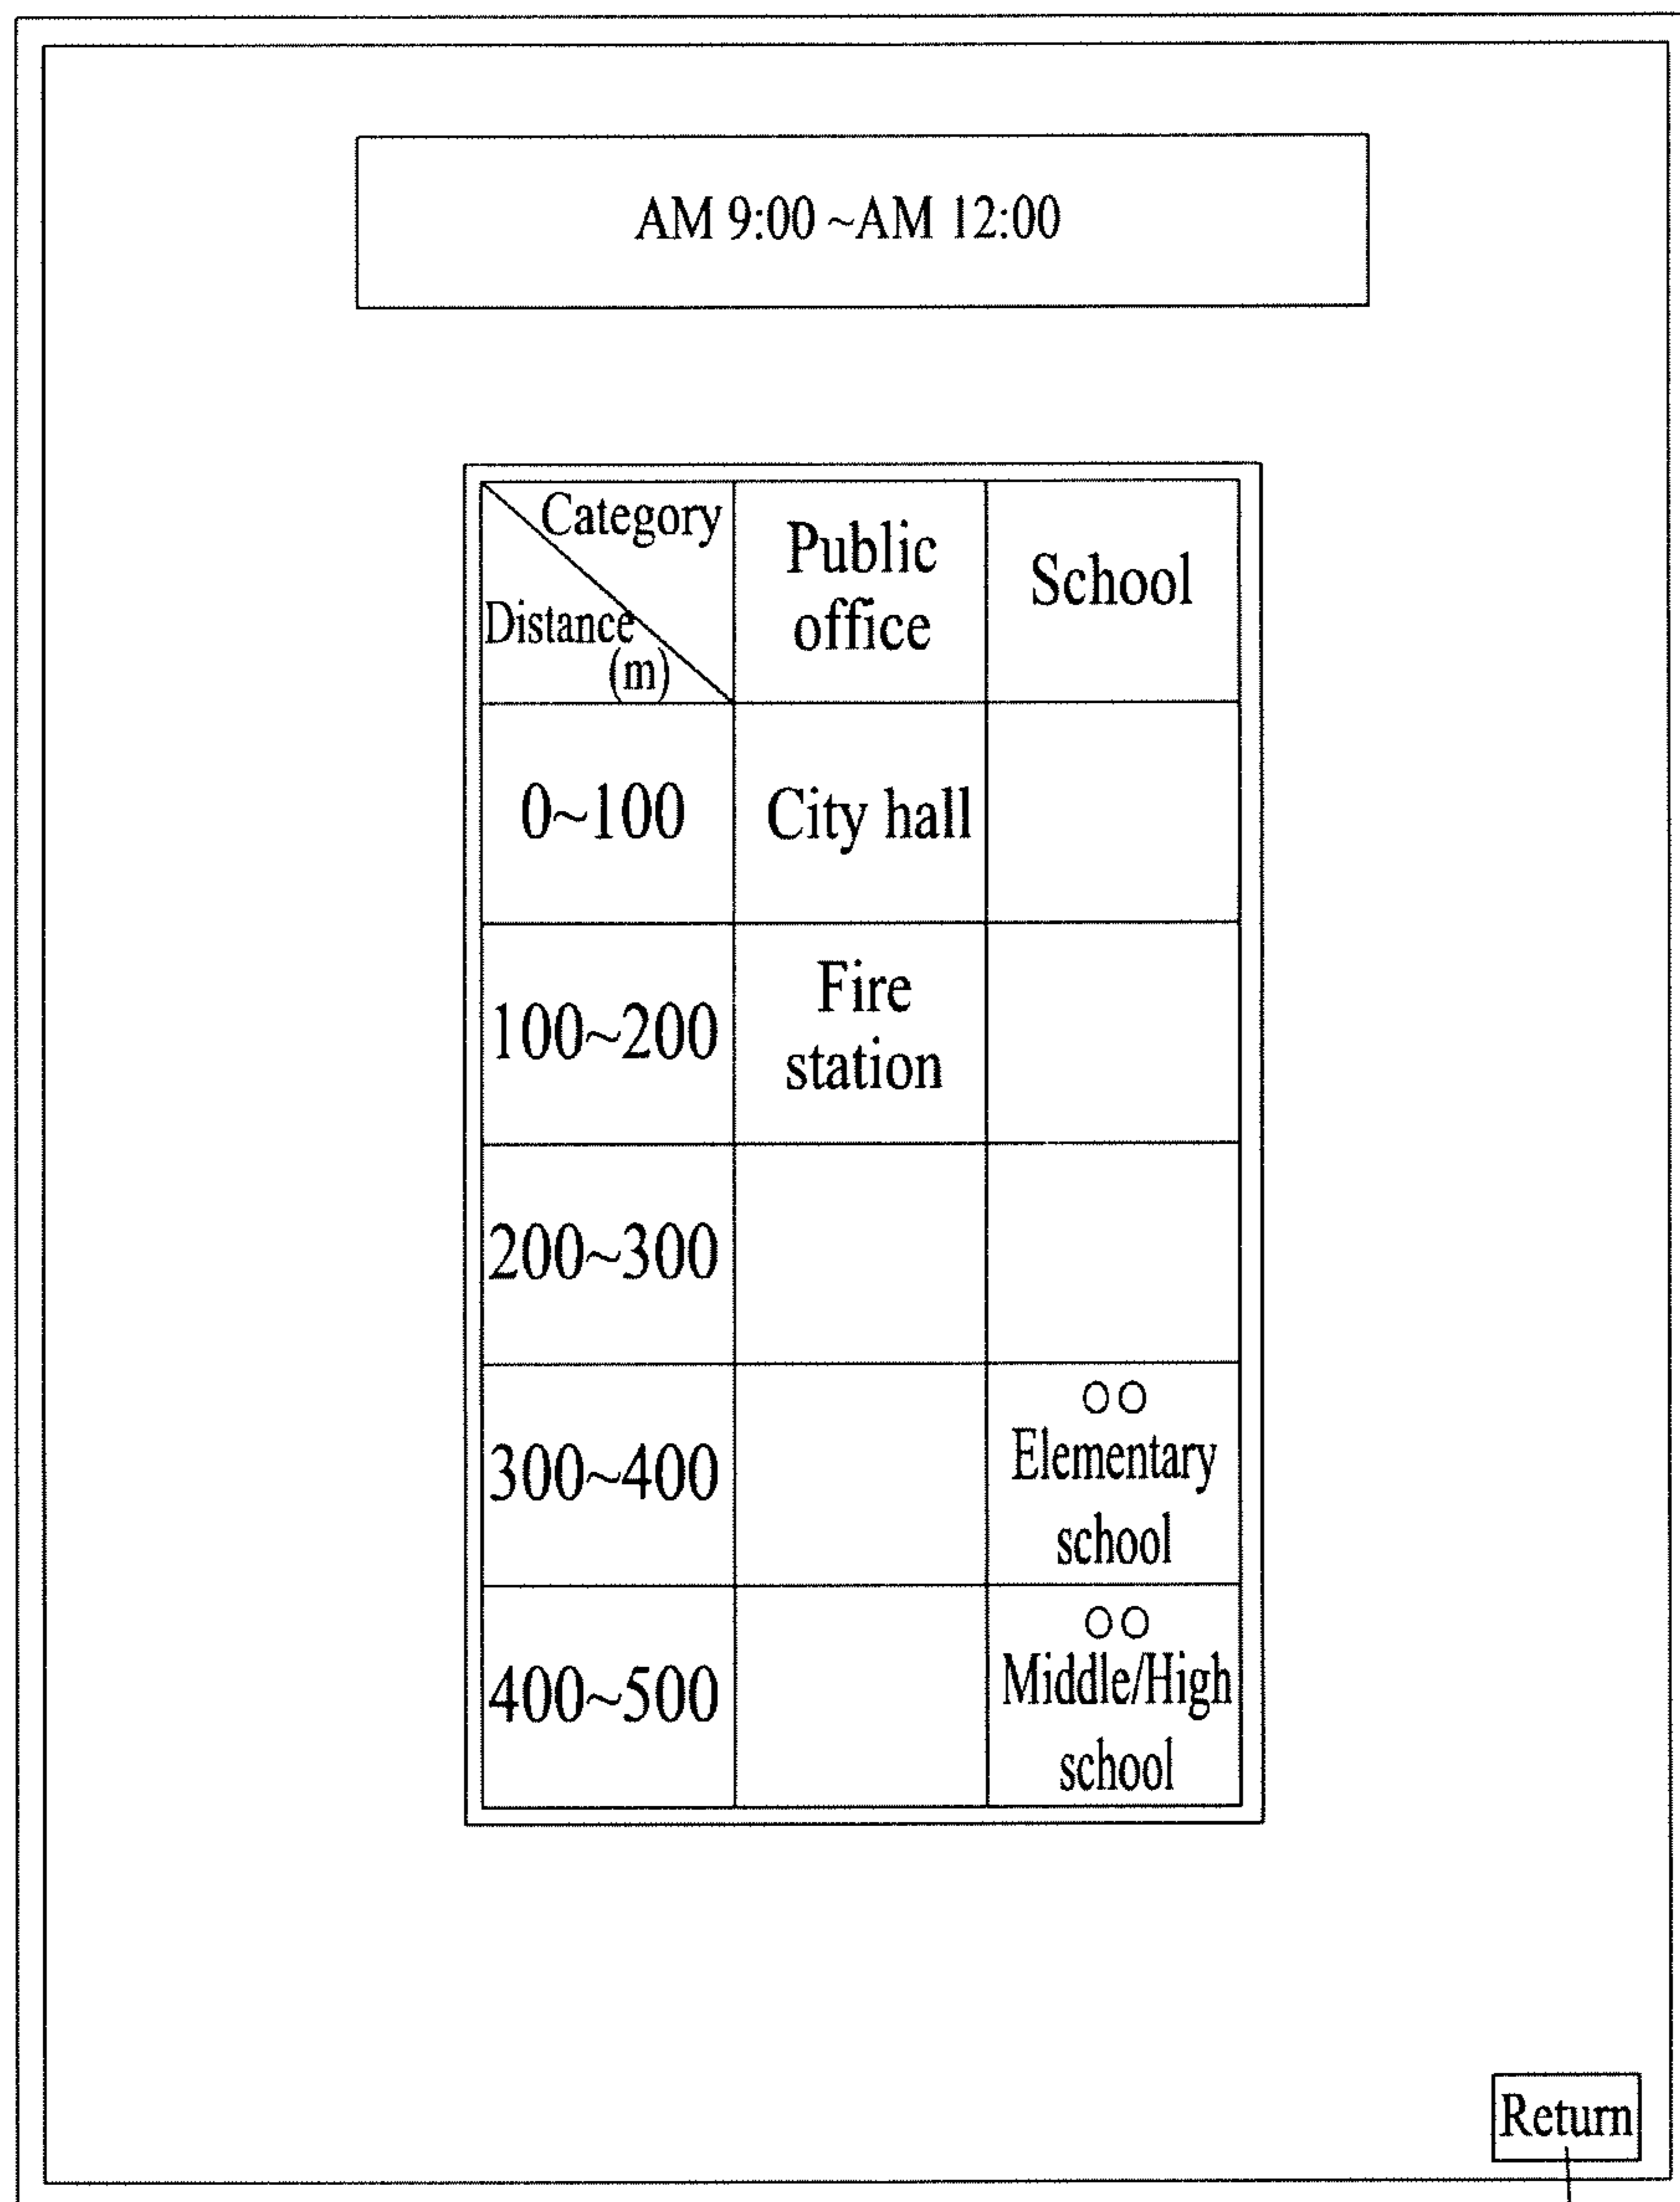 AM 9:00 ~AM 12:00
Category
Distance
(m)
Public
office
School
0~100
City hall
100~200
Fire
station
200~300
300~400
○○
Elementary
school
400~500
○○
Middle/High
school
Return